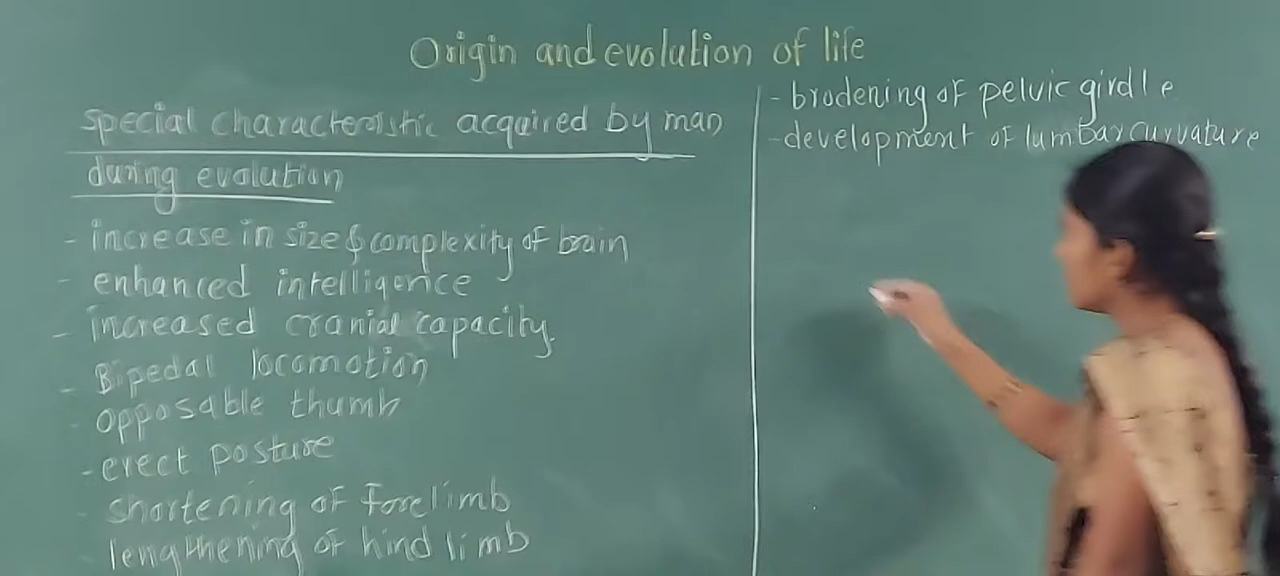 Origin and evolution of life
special characteristic acquired by man
during evolution
- increase in size & complexity of brain
- enhanced intelligence
- increased cranial capacity.
- Bipedal locomotion
- opposable thumb
- erect posture
- shortening of forelimb
- lengthening of hind limb
- brodening of pelvic girdle
- development of lumbar curvature